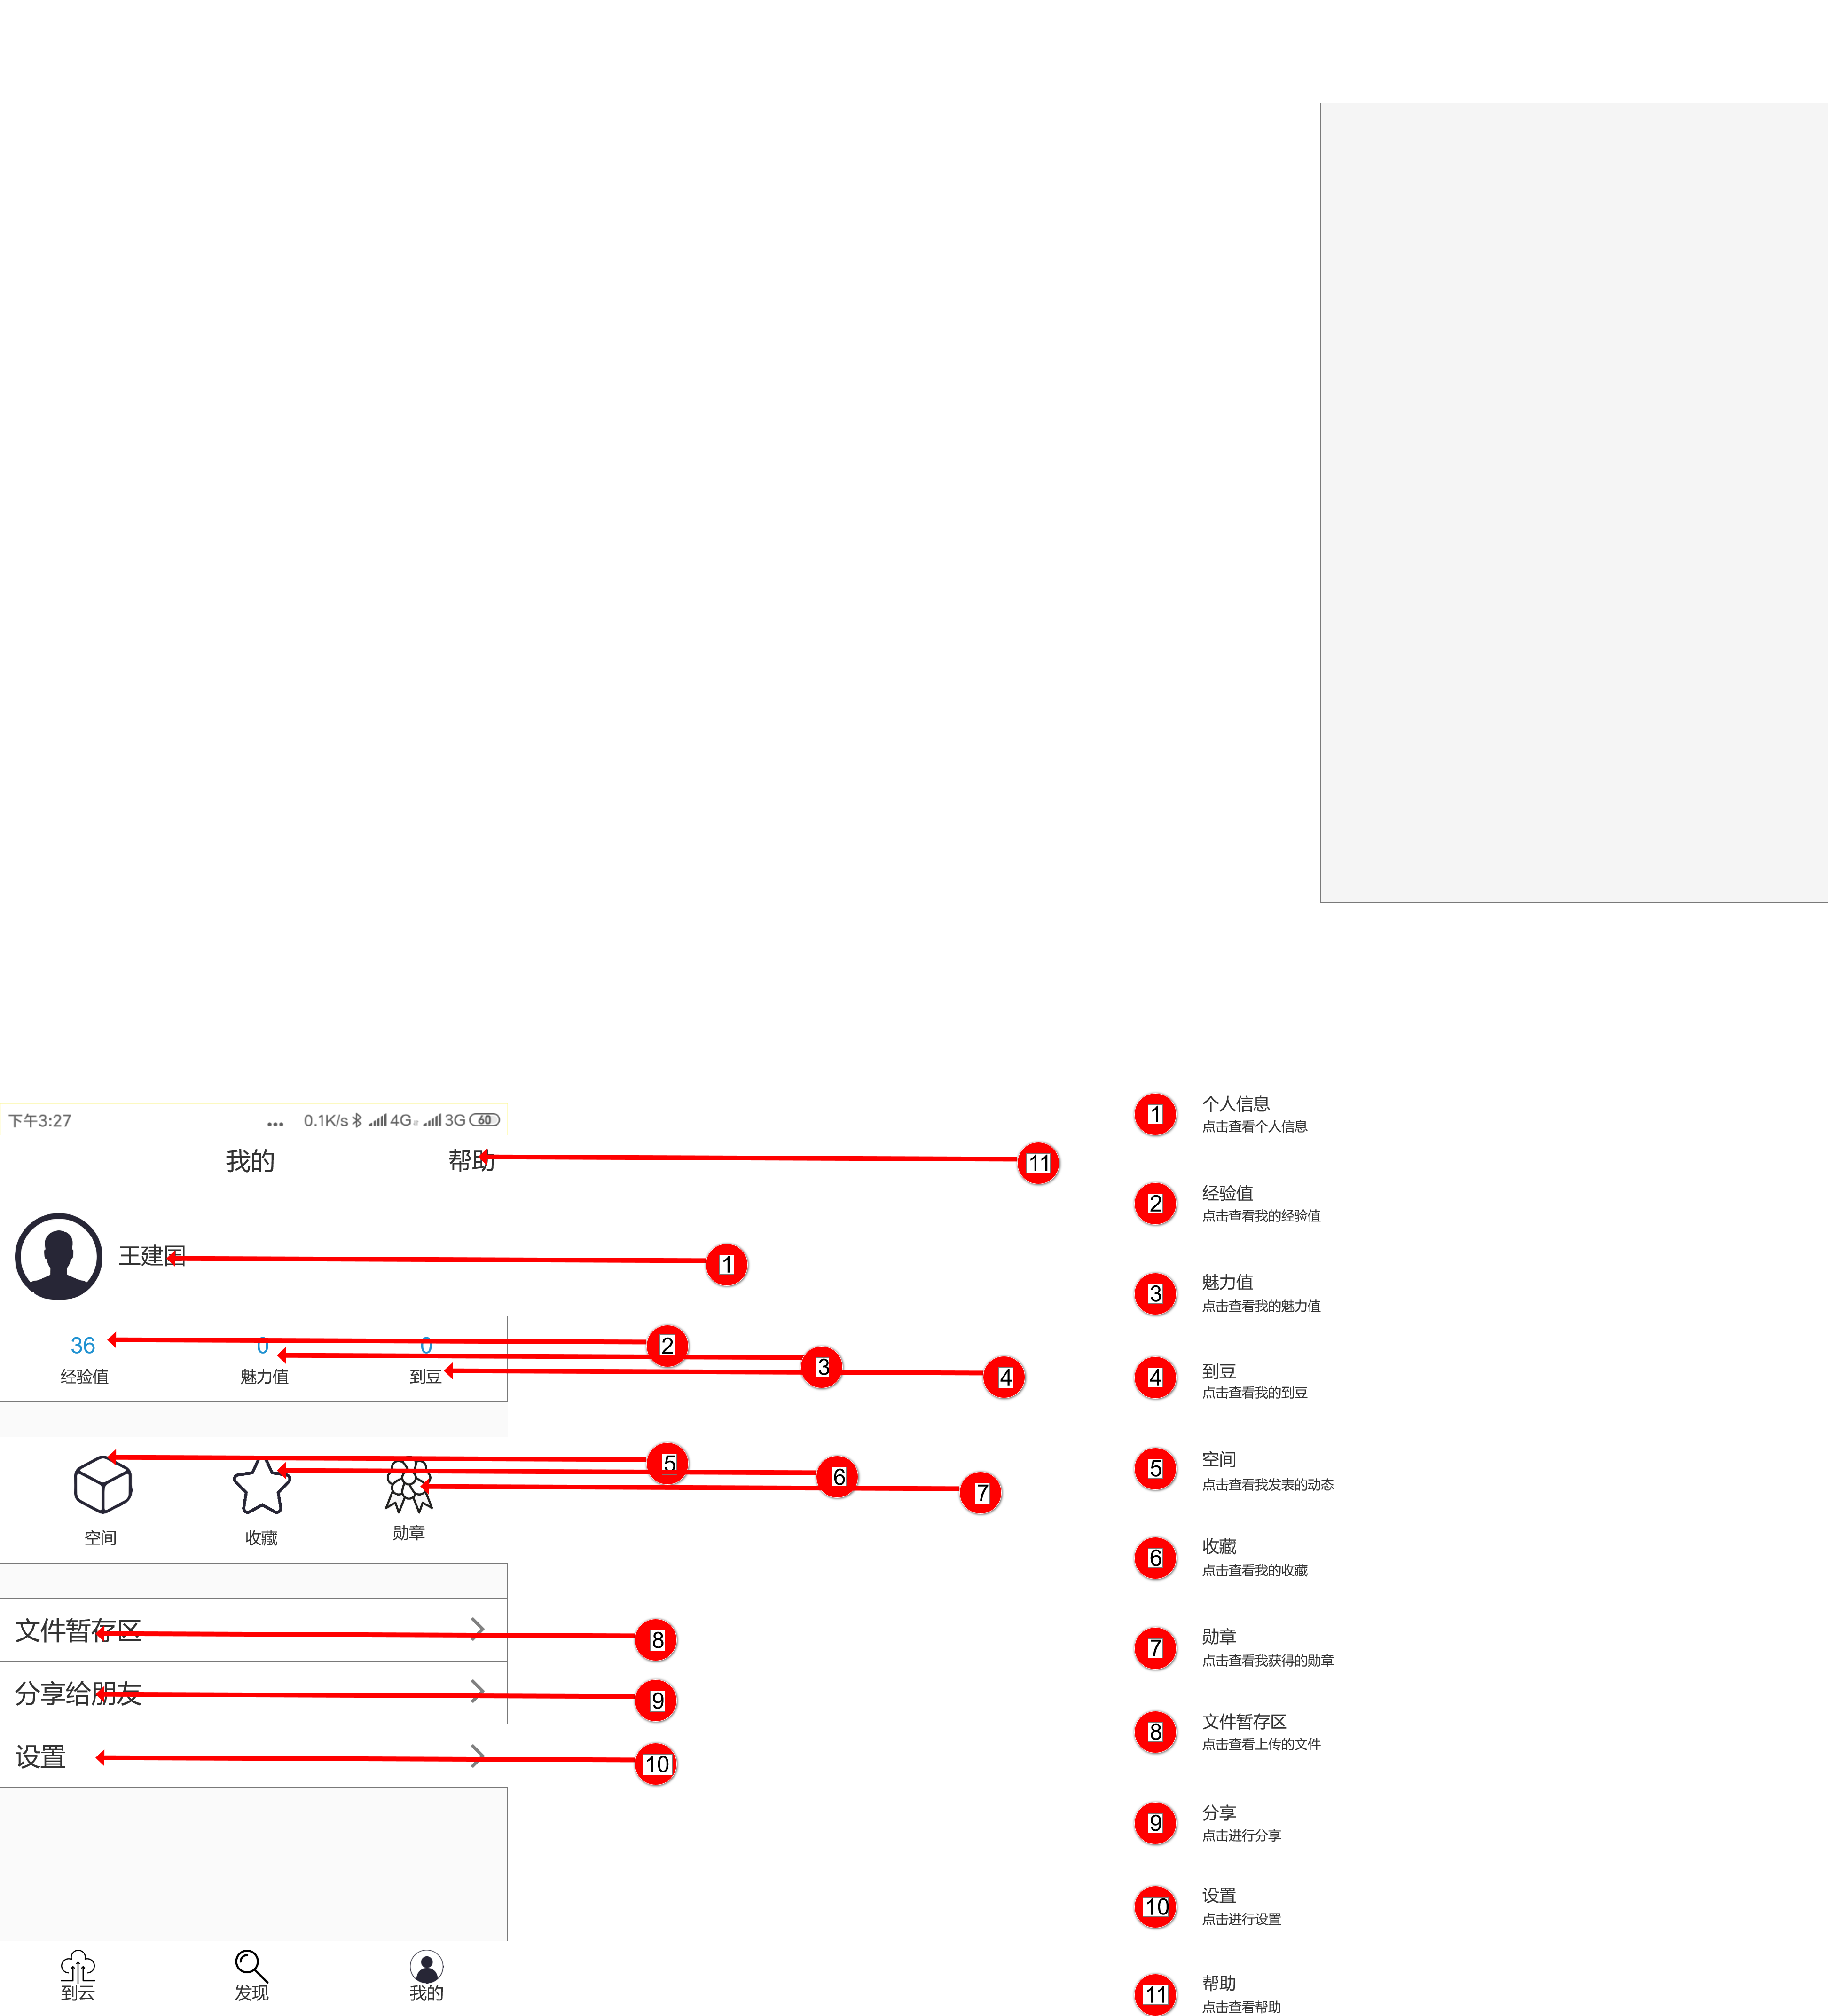 下午3:27 ... 0.1K/s 4G 3G 60
我的 帮助
11
王建国
1
36 0 0
2
3
4
经验值 魅力值 到豆
5
6
7
空间 收藏 勋章
文件暂存区
8
分享给朋友
9
设置
10
到云 发现 我的
1 个人信息
点击查看个人信息
2 经验值
点击查看我的经验值
3 魅力值
点击查看我的魅力值
4 到豆
点击查看我的到豆
5 空间
点击查看我发表的动态
6 收藏
点击查看我的收藏
7 勋章
点击查看我获得的勋章
8 文件暂存区
点击查看上传的文件
9 分享
点击进行分享
10 设置
点击进行设置
11 帮助
点击查看帮助